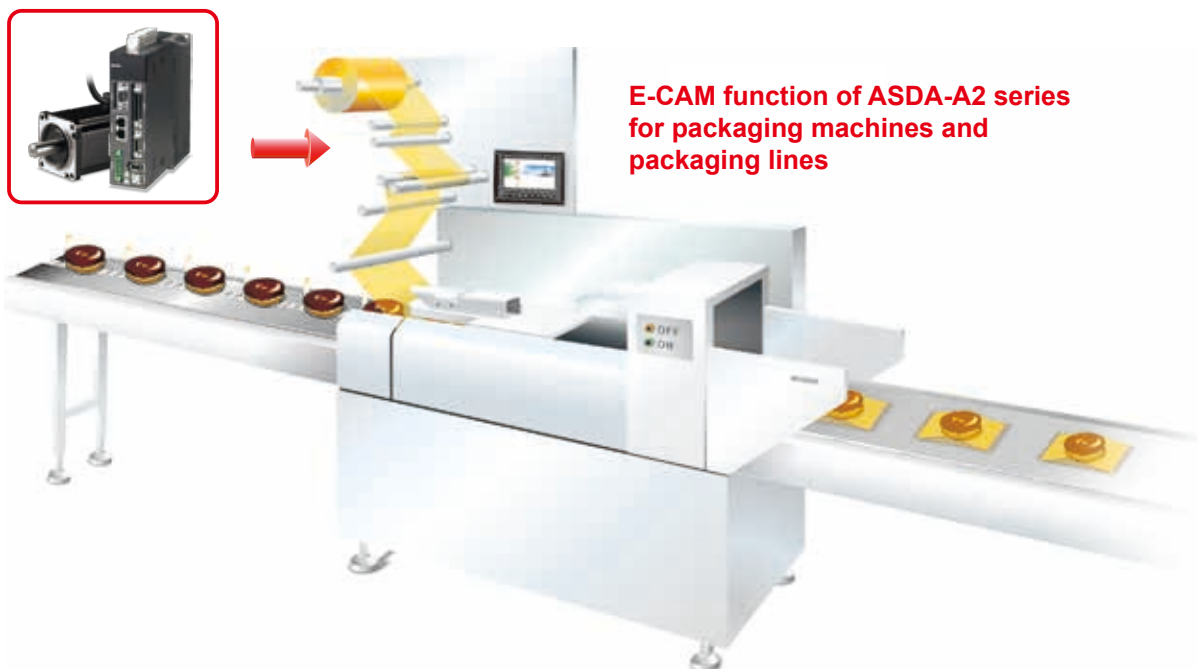 E-CAM function of ASDA-A2 series
for packaging machines and
packaging lines
OFF
ON